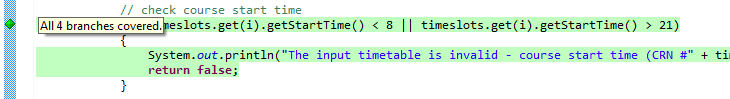 // check course start time
All 4 branches covered. meslots.get(i).getStartTime() < 8 || timeslots.get(i).getStartTime() > 21)
{
System.out.println("The input timetable is invalid - course start time (CRN #" + ti
return false;
}